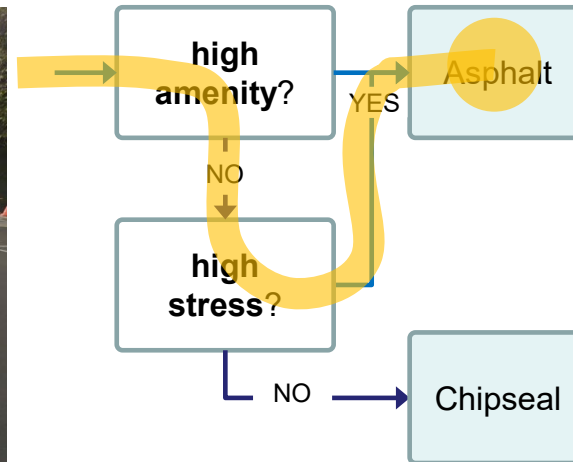 high
amenity?
Asphalt
YES
NO
high
stress?
NO
Chipseal